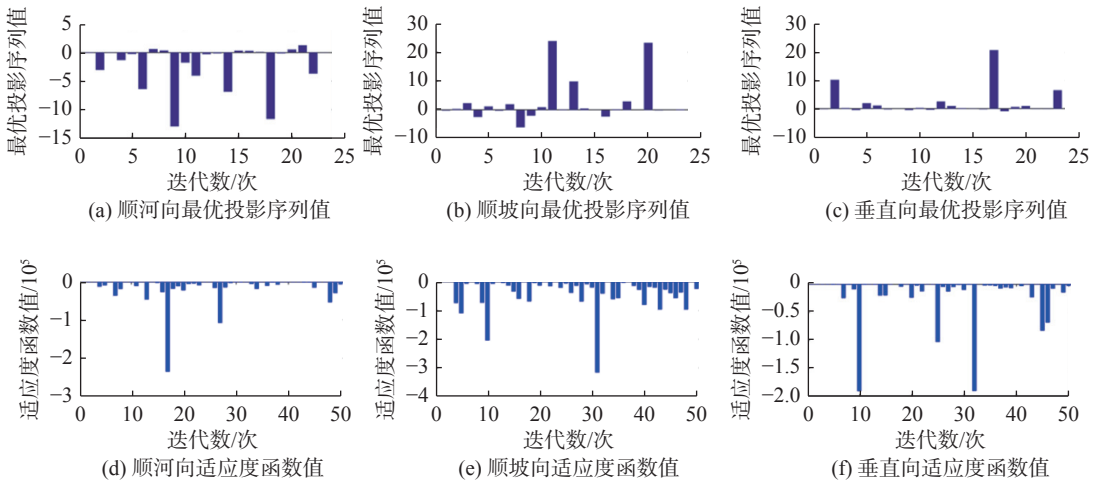 最优投影序列值
5
0
−5
−10
−15
0 5 10 15 20 25
迭代数/次
(a) 顺河向最优投影序列值
最优投影序列值
30
20
10
0
−10
0 5 10 15 20 25
迭代数/次
(b) 顺坡向最优投影序列值
最优投影序列值
30
20
10
0
−10
0 5 10 15 20 25
迭代数/次
(c) 垂直向最优投影序列值
适应度函数值/10⁵
0
−1
−2
−3
0 10 20 30 40 50
迭代数/次
(d) 顺河向适应度函数值
适应度函数值/10⁵
0
−1
−2
−3
−4
0 10 20 30 40 50
迭代数/次
(e) 顺坡向适应度函数值
适应度函数值/10⁵
0
−0.5
−1.0
−1.5
−2.0
0 10 20 30 40 50
迭代数/次
(f) 垂直向适应度函数值